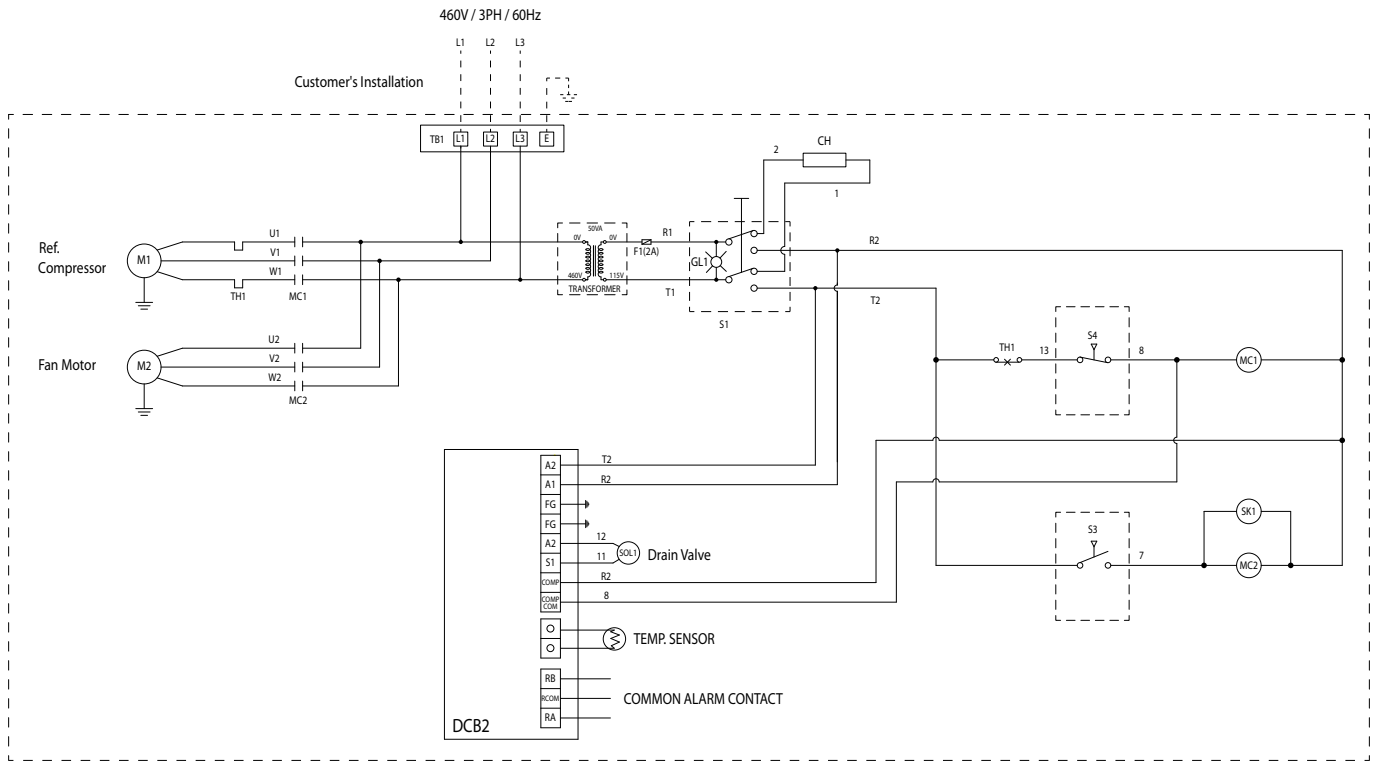 460V / 3PH / 60Hz
L1 L2 L3
Customer's Installation
TB1 L1 L2 L3 E
2 CH
1
Ref.
Compressor
M1
U1
V1
W1
TH1 MC1
50VA
0V 0V
460V 115V
TRANSFORMER
R1
F1(2A)
GL1
T1
S1
R2
T2
Fan Motor
M2
U2
V2
W2
MC2
TH1 13 S4 8 MC1
S3 7 SK1
MC2
A2 T2
A1 R2
FG
FG
A2 12
S1 11 SOL1 Drain Valve
COMP R2
COMP
COM 8
TEMP. SENSOR
RB
RCOM COMMON ALARM CONTACT
RA
DCB2